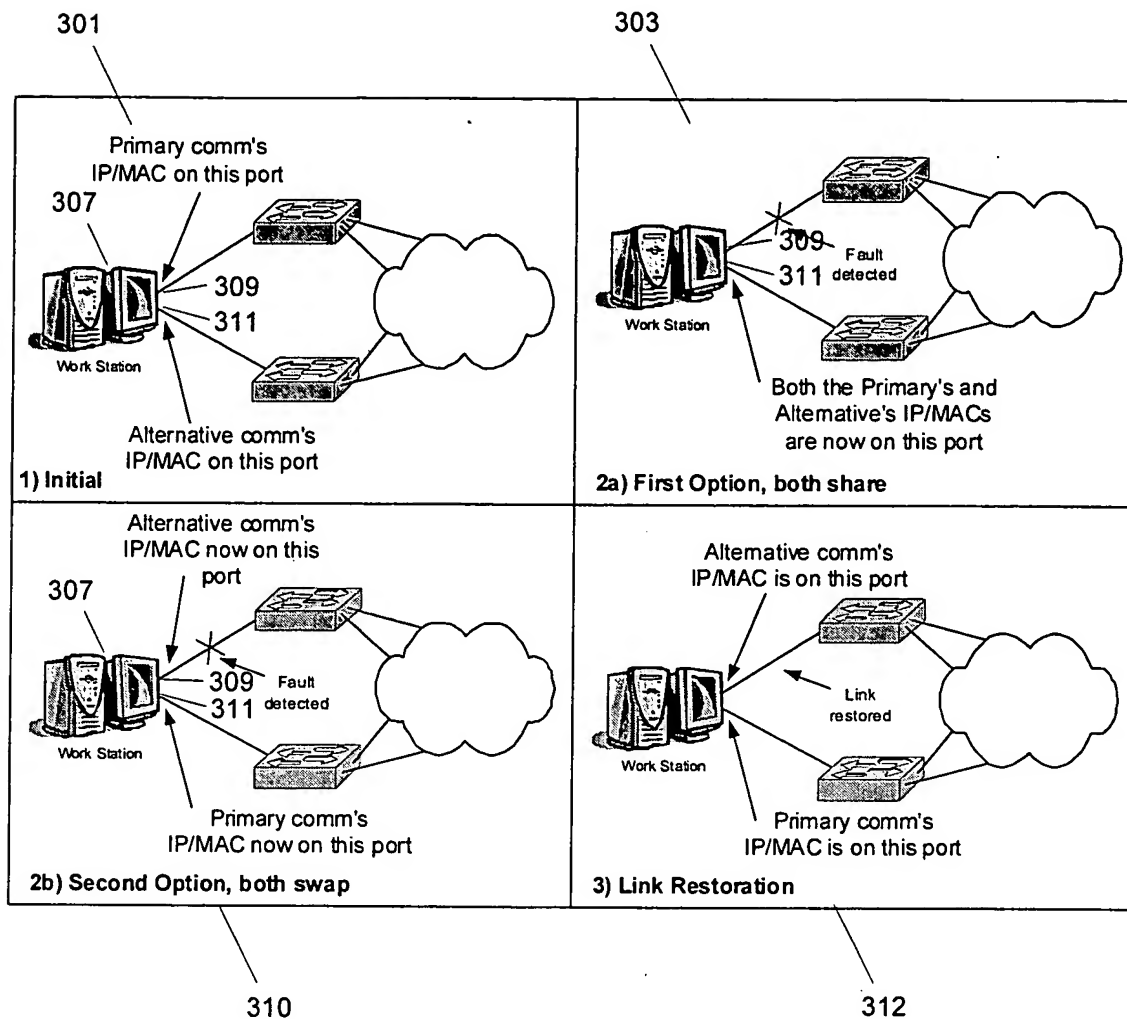 301
303
Primary comm's
IP/MAC on this port
307
309
311
Work Station
Alternative comm's
IP/MAC on this port
1) Initial
309
Fault
detected
311
Work Station
Both the Primary's and
Alternative's IP/MACs
are now on this port
2a) First Option, both share
Alternative comm's
IP/MAC now on this
port
307
309
311
Fault
detected
Work Station
Primary comm's
IP/MAC now on this port
2b) Second Option, both swap
Alternative comm's
IP/MAC is on this port
Link
restored
Work Station
Primary comm's
IP/MAC is on this port
3) Link Restoration
310
312